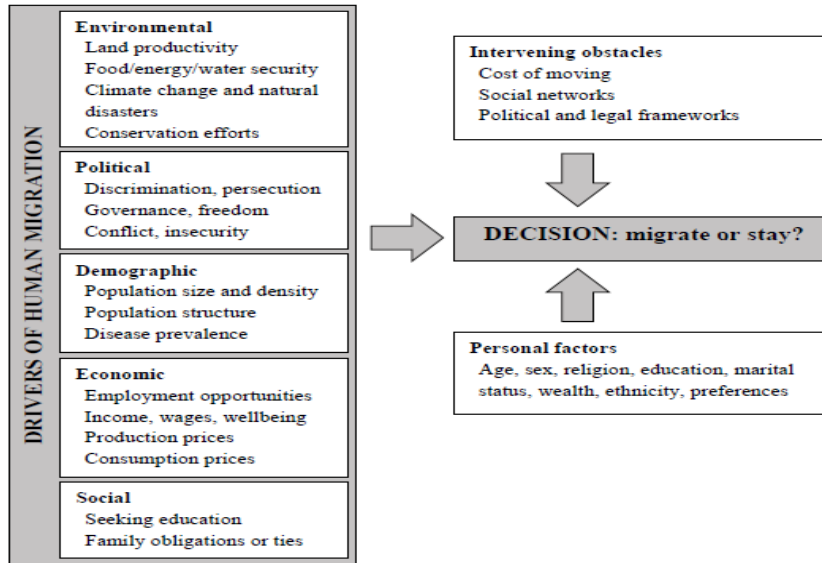 DRIVERS OF HUMAN MIGRATION
Environmental
Land productivity
Food/energy/water security
Climate change and natural
disasters
Conservation efforts
Political
Discrimination, persecution
Governance, freedom
Conflict, insecurity
Demographic
Population size and density
Population structure
Disease prevalence
Economic
Employment opportunities
Income, wages, wellbeing
Production prices
Consumption prices
Social
Seeking education
Family obligations or ties
Intervening obstacles
Cost of moving
Social networks
Political and legal frameworks
DECISION: migrate or stay?
Personal factors
Age, sex, religion, education, marital
status, wealth, ethnicity, preferences